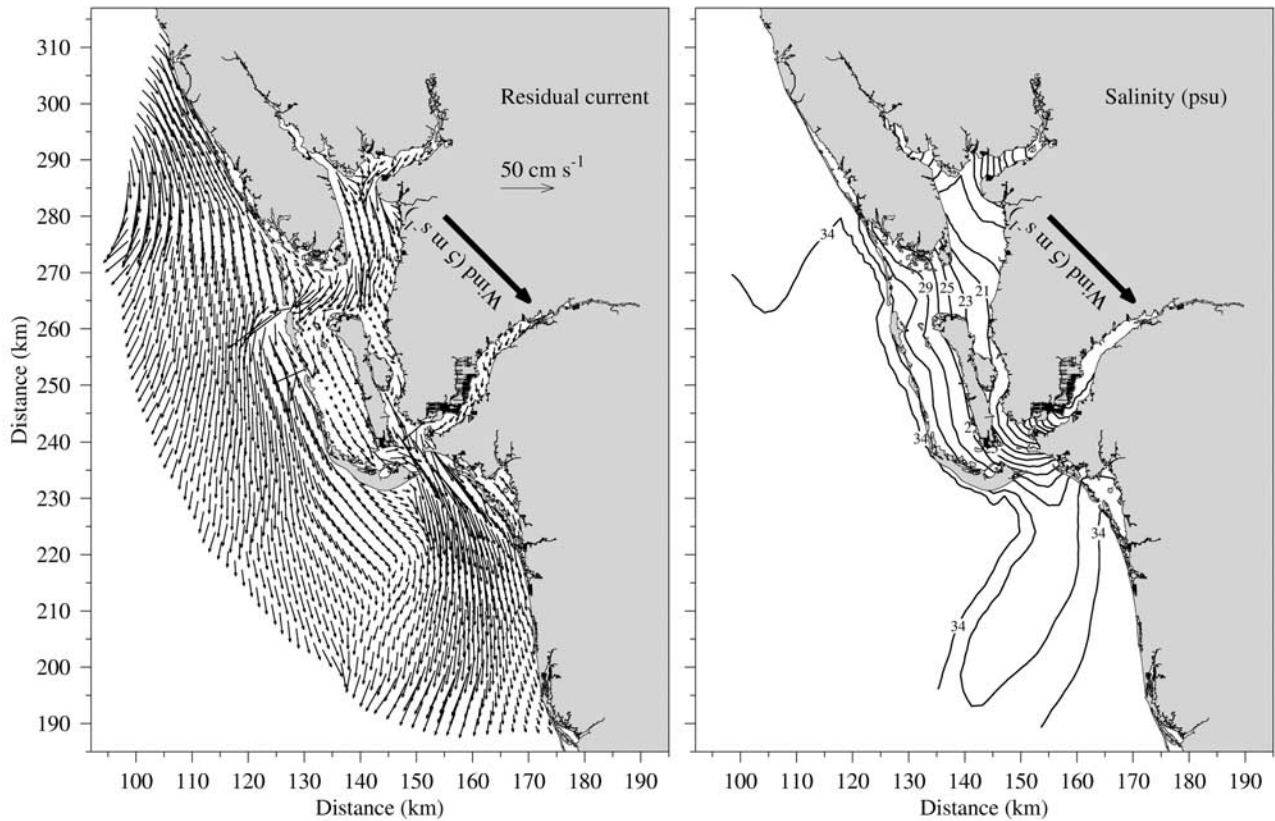 310
300
290
280
270
260
250
240
230
220
210
200
190
Distance (km)
100 110 120 130 140 150 160 170 180 190
Distance (km)
Residual current
50 cm s⁻¹
Wind (5 m s⁻¹)
Salinity (psu)
Wind (5 m s⁻¹)
34
29
25
23
21
34
34
34
100 110 120 130 140 150 160 170 180 190
Distance (km)